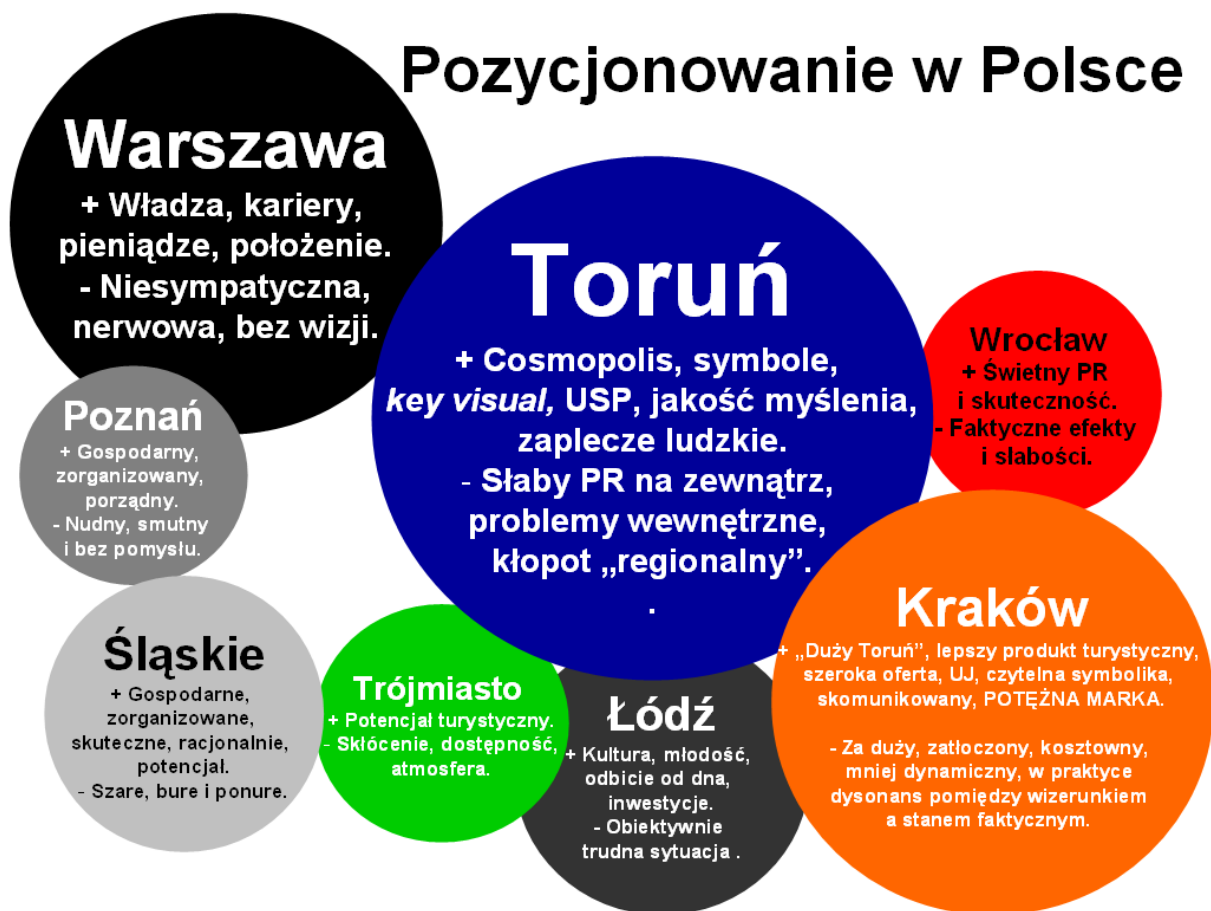 Pozycjonowanie w Polsce
Warszawa
+ Władza, kariery,
pieniądze, położenie.
- Niesympatyczna,
nerwowa, bez wizji.
Toruń
+ Cosmopolis, symbole,
key visual, USP, jakość myślenia,
zaplecze ludzkie.
- Słaby PR na zewnątrz,
problemy wewnętrzne,
kłopot „regionalny”.
.
Wrocław
+ Świetny PR
i skuteczność.
- Faktyczne efekty
i słabości.
Poznań
+ Gospodarny,
zorganizowany,
porządny.
- Nudny, smutny
i bez pomysłu.
Śląskie
+ Gospodarne,
zorganizowane,
skuteczne, racjonalnie,
potencjał.
- Szare, bure i ponure.
Trójmiasto
+ Potencjał turystyczny.
- Skłócenie, dostępność,
atmosfera.
Łódź
+ Kultura, młodość,
odbicie od dna,
inwestycje.
- Obiektywnie
trudna sytuacja .
Kraków
+ „Duży Toruń”, lepszy produkt turystyczny,
szeroka oferta, UJ, czytelna symbolika,
skomunikowany, POTĘŻNA MARKA.
- Za duży, zatłoczony, kosztowny,
mniej dynamiczny, w praktyce
dysonans pomiędzy wizerunkiem
a stanem faktycznym.